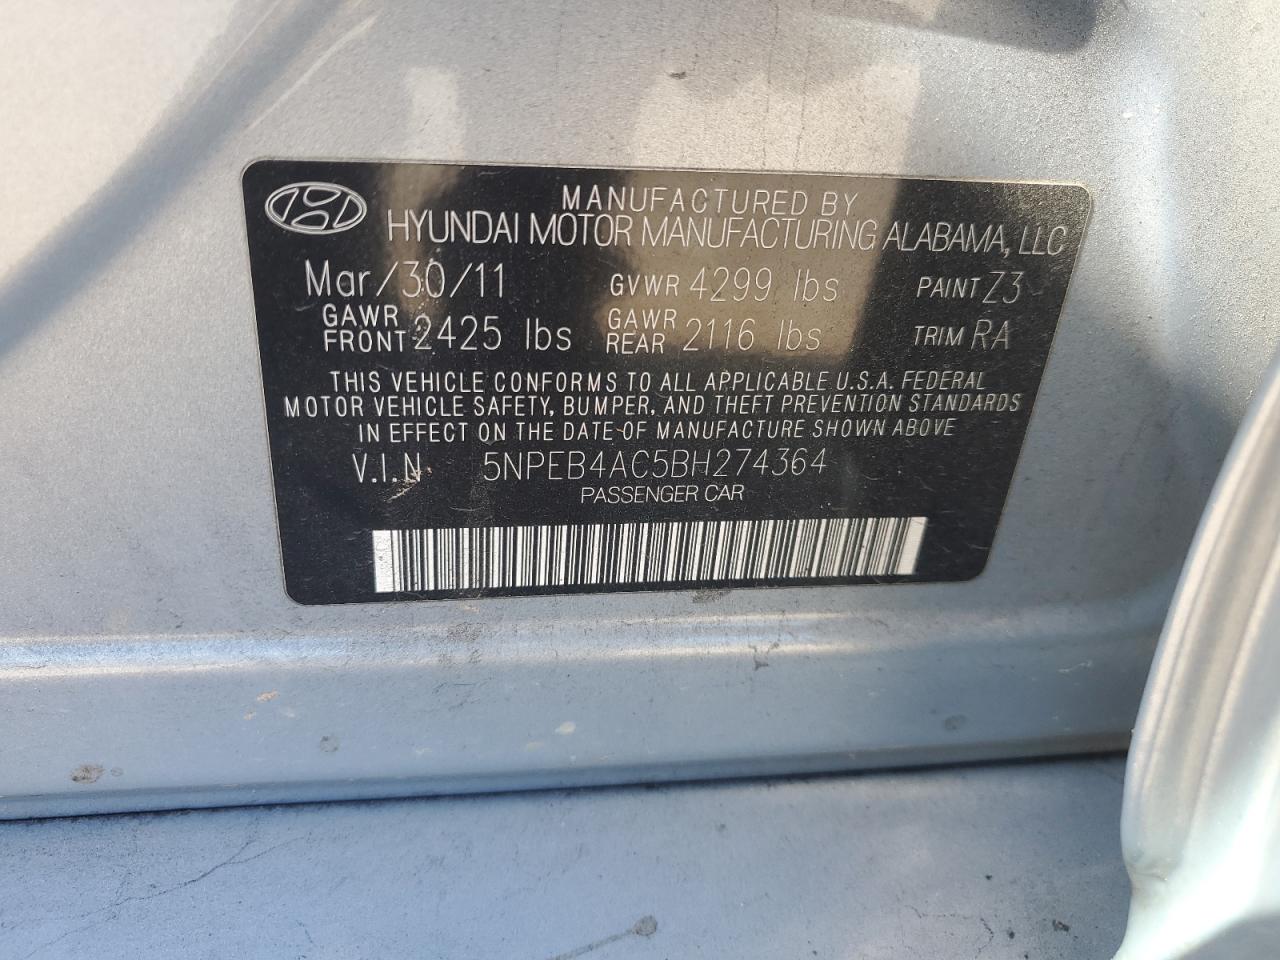 MANUFACTURED BY
HYUNDAI MOTOR MANUFACTURING ALABAMA, LLC
Mar/30/11 GVWR 4299 lbs PAINT Z3
GAWR FRONT 2425 lbs GAWR REAR 2116 lbs TRIM RA
THIS VEHICLE CONFORMS TO ALL APPLICABLE U.S.A. FEDERAL
MOTOR VEHICLE SAFETY, BUMPER, AND THEFT PREVENTION STANDARDS
IN EFFECT ON THE DATE OF MANUFACTURE SHOWN ABOVE
V.I.N 5NPEB4AC5BH274364
PASSENGER CAR